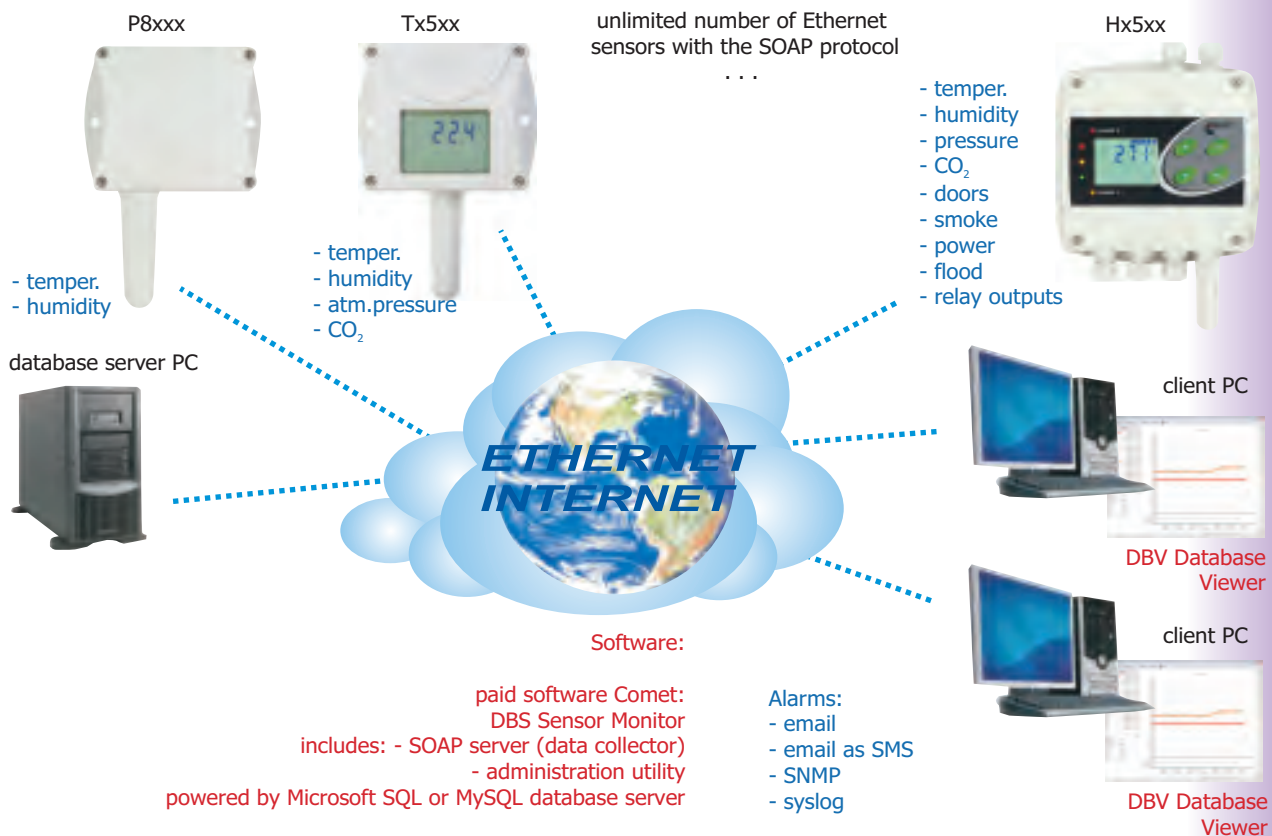 P8xxx
Tx5xx
unlimited number of Ethernet
sensors with the SOAP protocol
. . .
Hx5xx
22.4
271
- temper.
- humidity
- temper.
- humidity
- atm.pressure
- CO2
- temper.
- humidity
- pressure
- CO2
- doors
- smoke
- power
- flood
- relay outputs
database server PC
ETHERNET
INTERNET
client PC
DBV Database
Viewer
client PC
DBV Database
Viewer
Software:
paid software Comet:
DBS Sensor Monitor
includes: - SOAP server (data collector)
- administration utility
powered by Microsoft SQL or MySQL database server
Alarms:
- email
- email as SMS
- SNMP
- syslog